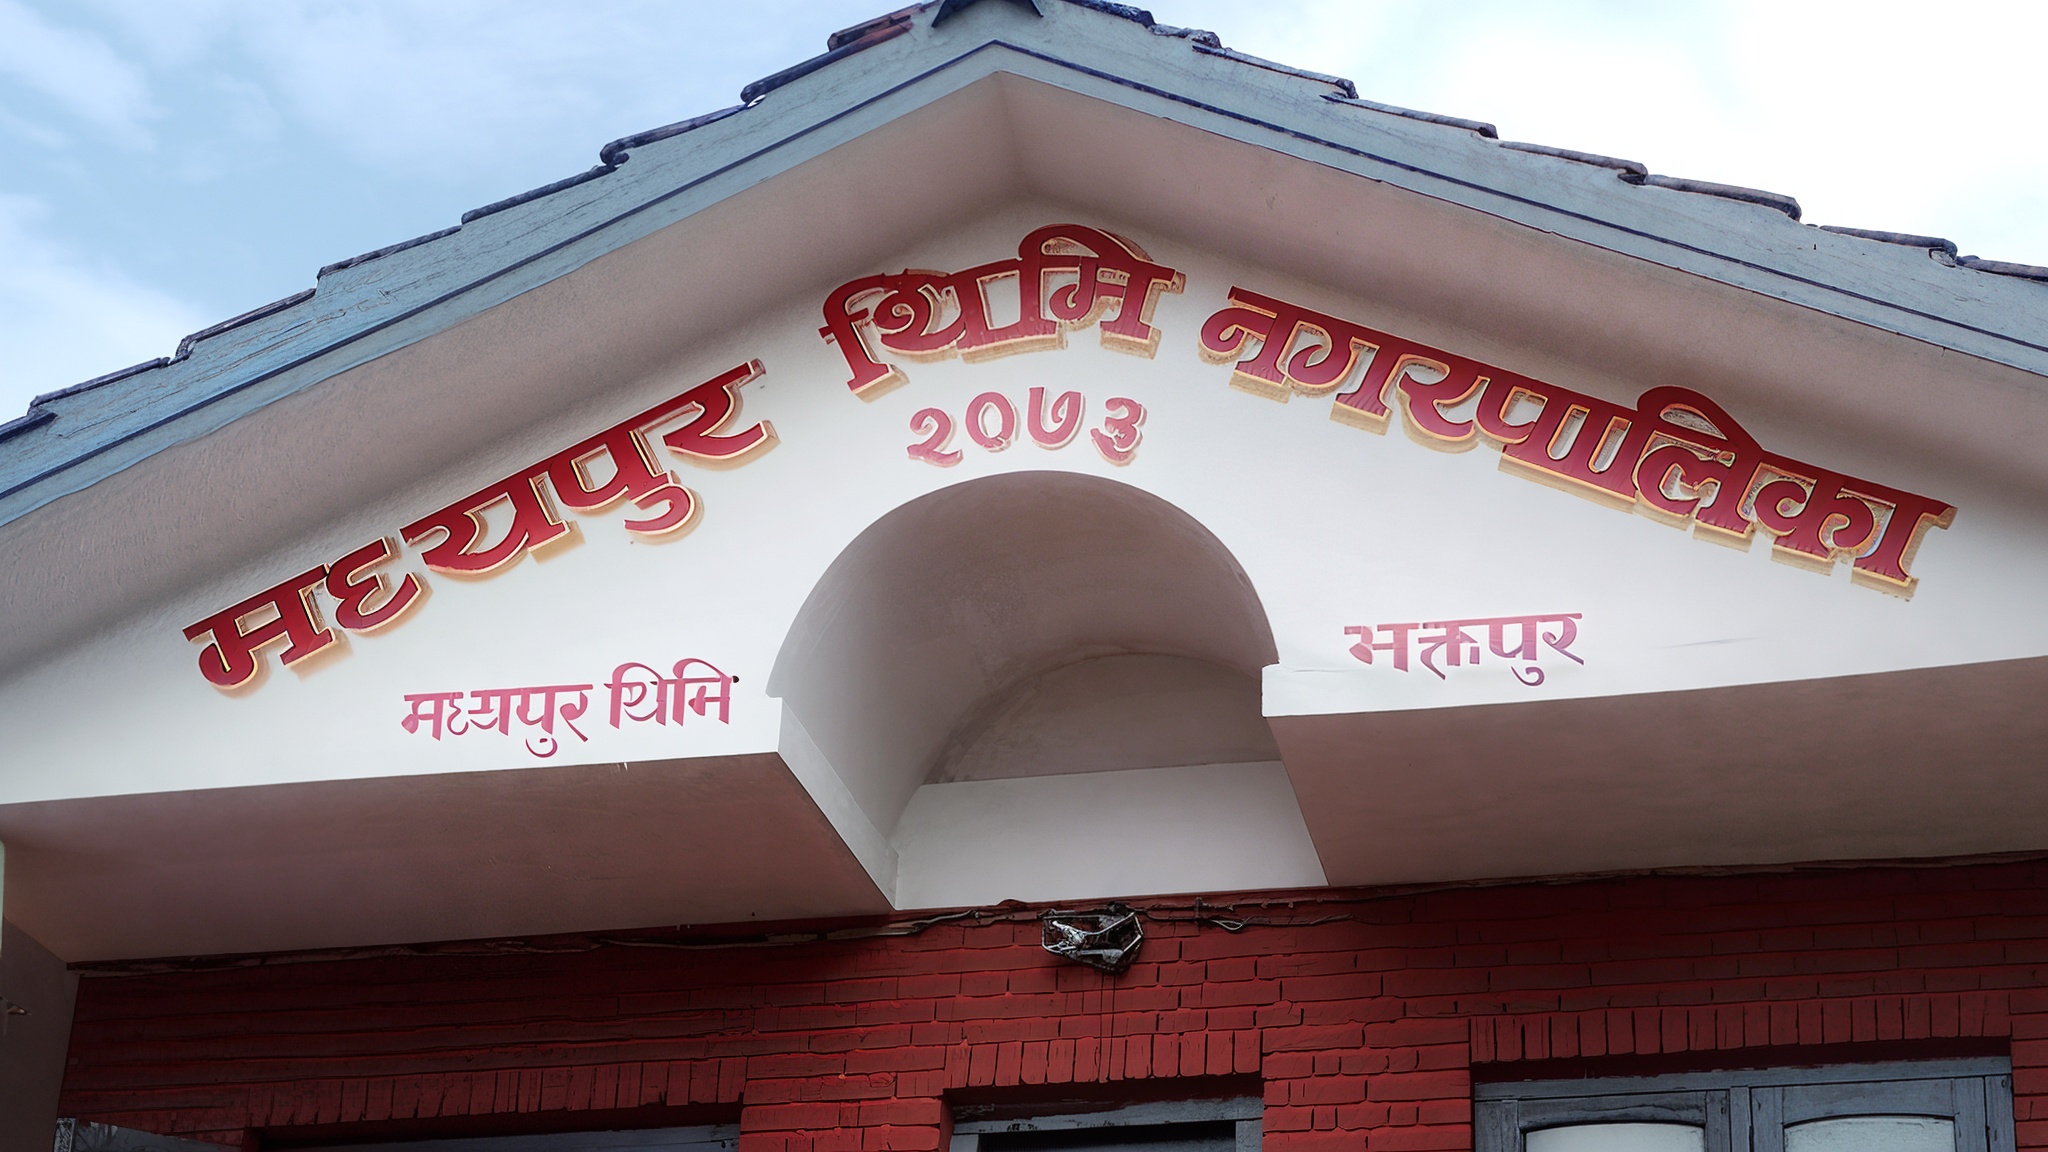 मध्यपुर थिमि नगरपालिका
२०७३
मध्यपुर थिमि
भक्तपुर